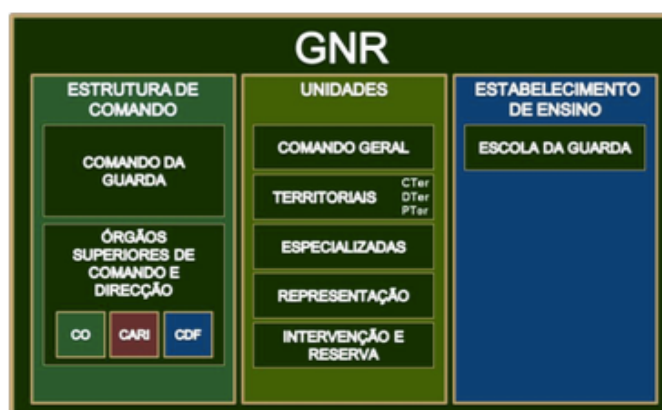 GNR
ESTRUTURA DE
COMANDO
COMANDO DA
GUARDA
ÓRGÃOS
SUPERIORES DE
COMANDO E
DIRECÇÃO
CO
CARI
CDF
UNIDADES
COMANDO GERAL
TERRITORIAIS
CTer
DTer
PTer
ESPECIALIZADAS
REPRESENTAÇÃO
INTERVENÇÃO E
RESERVA
ESTABELECIMENTO
DE ENSINO
ESCOLA DA GUARDA